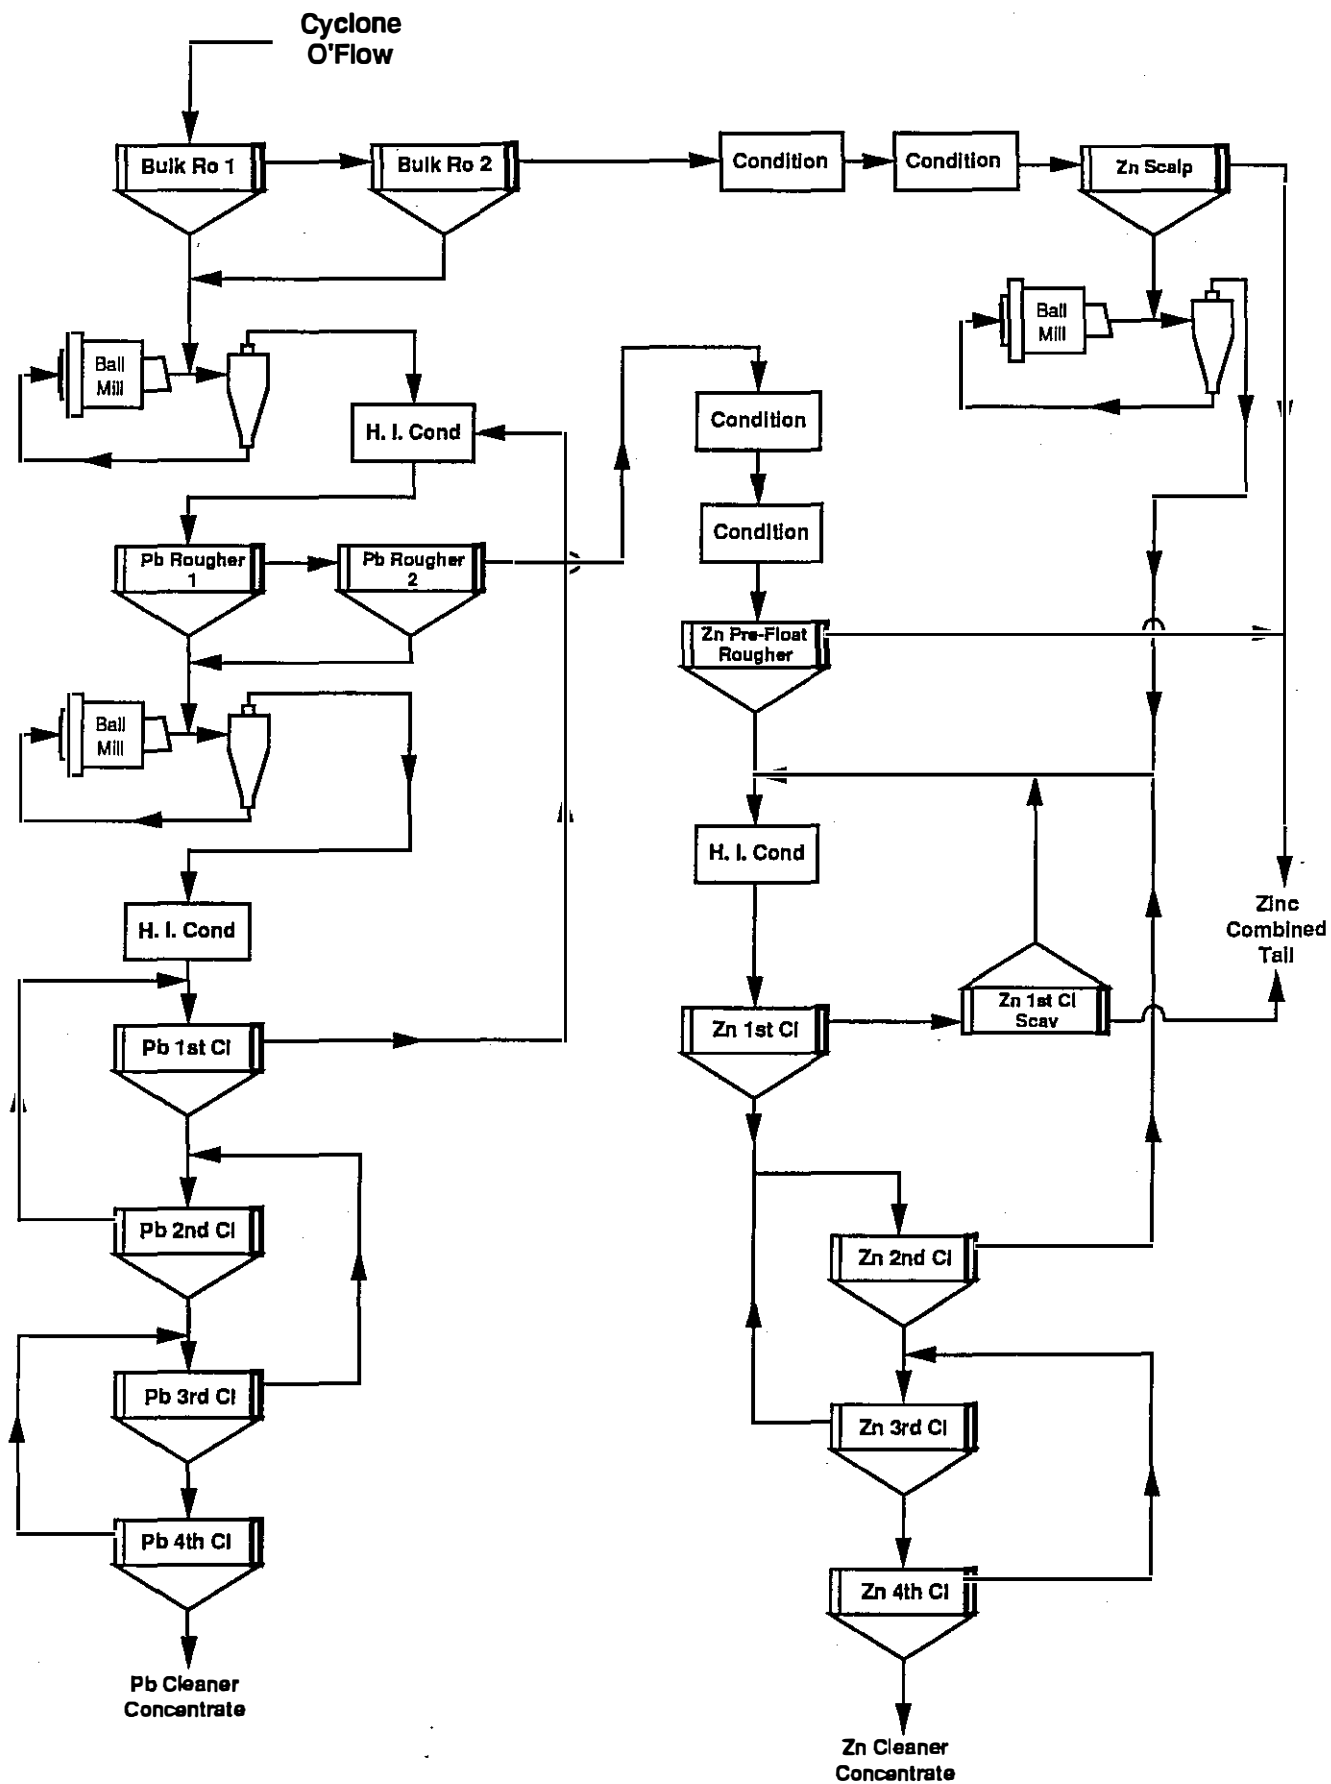 Cyclone
O'Flow
Bulk Ro 1
Bulk Ro 2
Condition
Condition
Zn Scalp
Ball
Mill
Ball
Mill
H. I. Cond
Condition
Condition
Pb Rougher
1
Pb Rougher
2
Zn Pre-Float
Rougher
Ball
Mill
H. I. Cond
H. I. Cond
Zinc
Combined
Tail
Pb 1st Cl
Zn 1st Cl
Zn 1st Cl
Scav
Pb 2nd Cl
Zn 2nd Cl
Pb 3rd Cl
Zn 3rd Cl
Pb 4th Cl
Zn 4th Cl
Pb Cleaner
Concentrate
Zn Cleaner
Concentrate